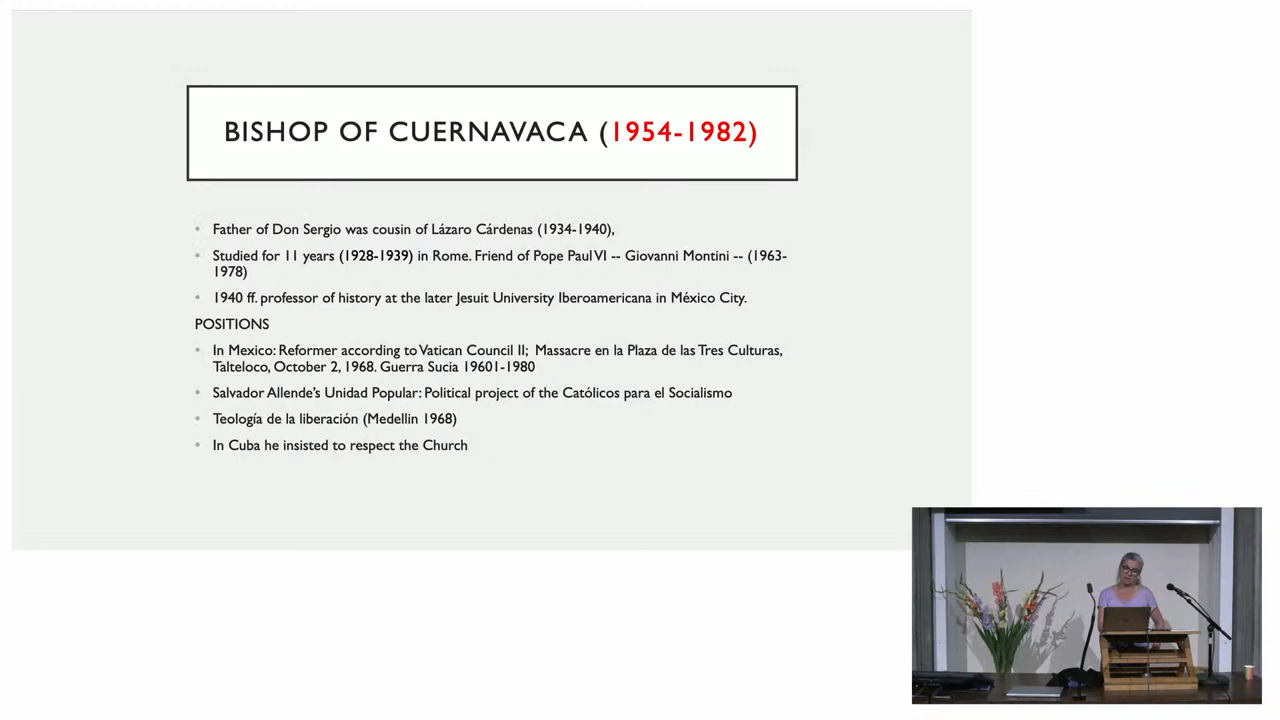 BISHOP OF CUERNAVACA (1954-1982)
• Father of Don Sergio was cousin of Lázaro Cárdenas (1934-1940),
• Studied for 11 years (1928-1939) in Rome. Friend of Pope Paul VI -- Giovanni Montini -- (1963-
1978)
• 1940 ff. professor of history at the later Jesuit University Iberoamericana in México City.
POSITIONS
• In Mexico: Reformer according to Vatican Council II; Massacre en la Plaza de las Tres Culturas,
Talteloco, October 2, 1968. Guerra Sucia 19601-1980
• Salvador Allende's Unidad Popular: Political project of the Católicos para el Socialismo
• Teología de la liberación (Medellin 1968)
• In Cuba he insisted to respect the Church